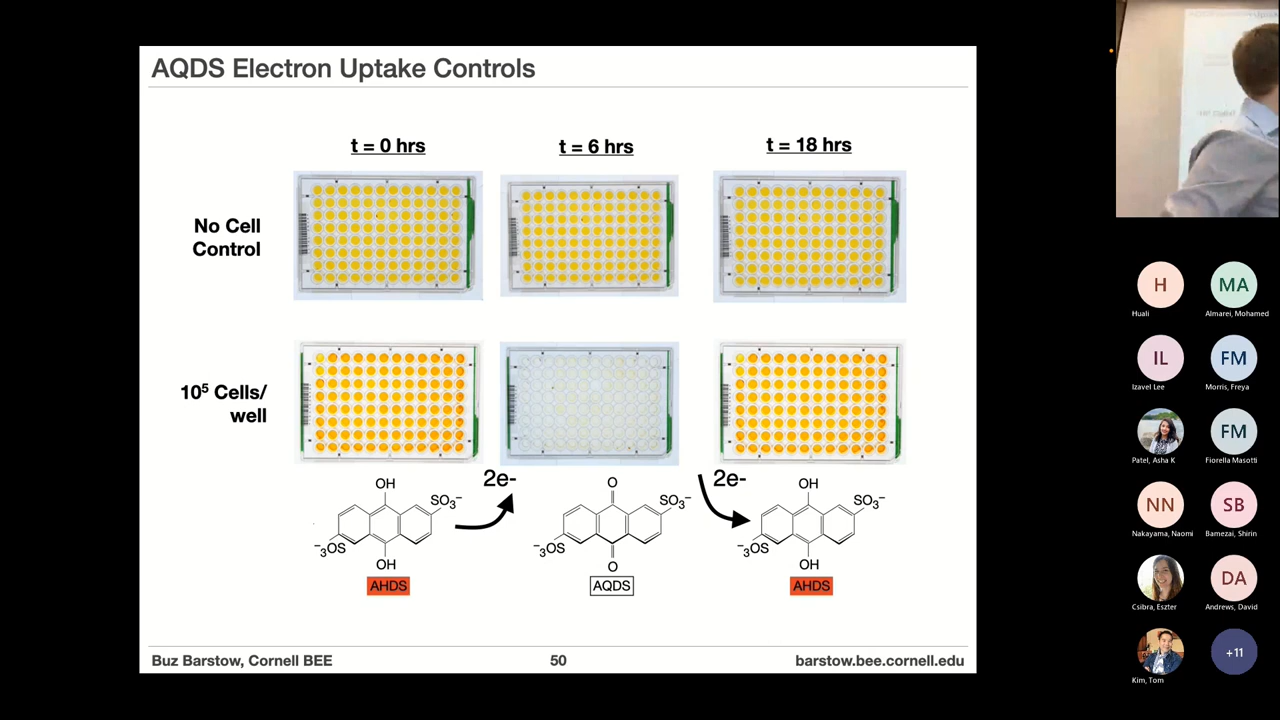 AQDS Electron Uptake Controls
t = 0 hrs
t = 6 hrs
t = 18 hrs
No Cell
Control
10⁵ Cells/
well
2e-
2e-
OH
SO₃⁻
⁻₃OS
OH
AHDS
O
SO₃⁻
⁻₃OS
O
AQDS
OH
SO₃⁻
⁻₃OS
OH
AHDS
Buz Barstow, Cornell BEE
50
barstow.bee.cornell.edu
H
MA
Huali
Almarei, Mohamed
IL
FM
Izavel Lee
Morris, Freya
FM
Patel, Asha K
Fiorella Masotti
NN
SB
Nakayama, Naomi
Bamezai, Shirin
DA
Csibra, Eszter
Andrews, David
+11
Kim, Tom